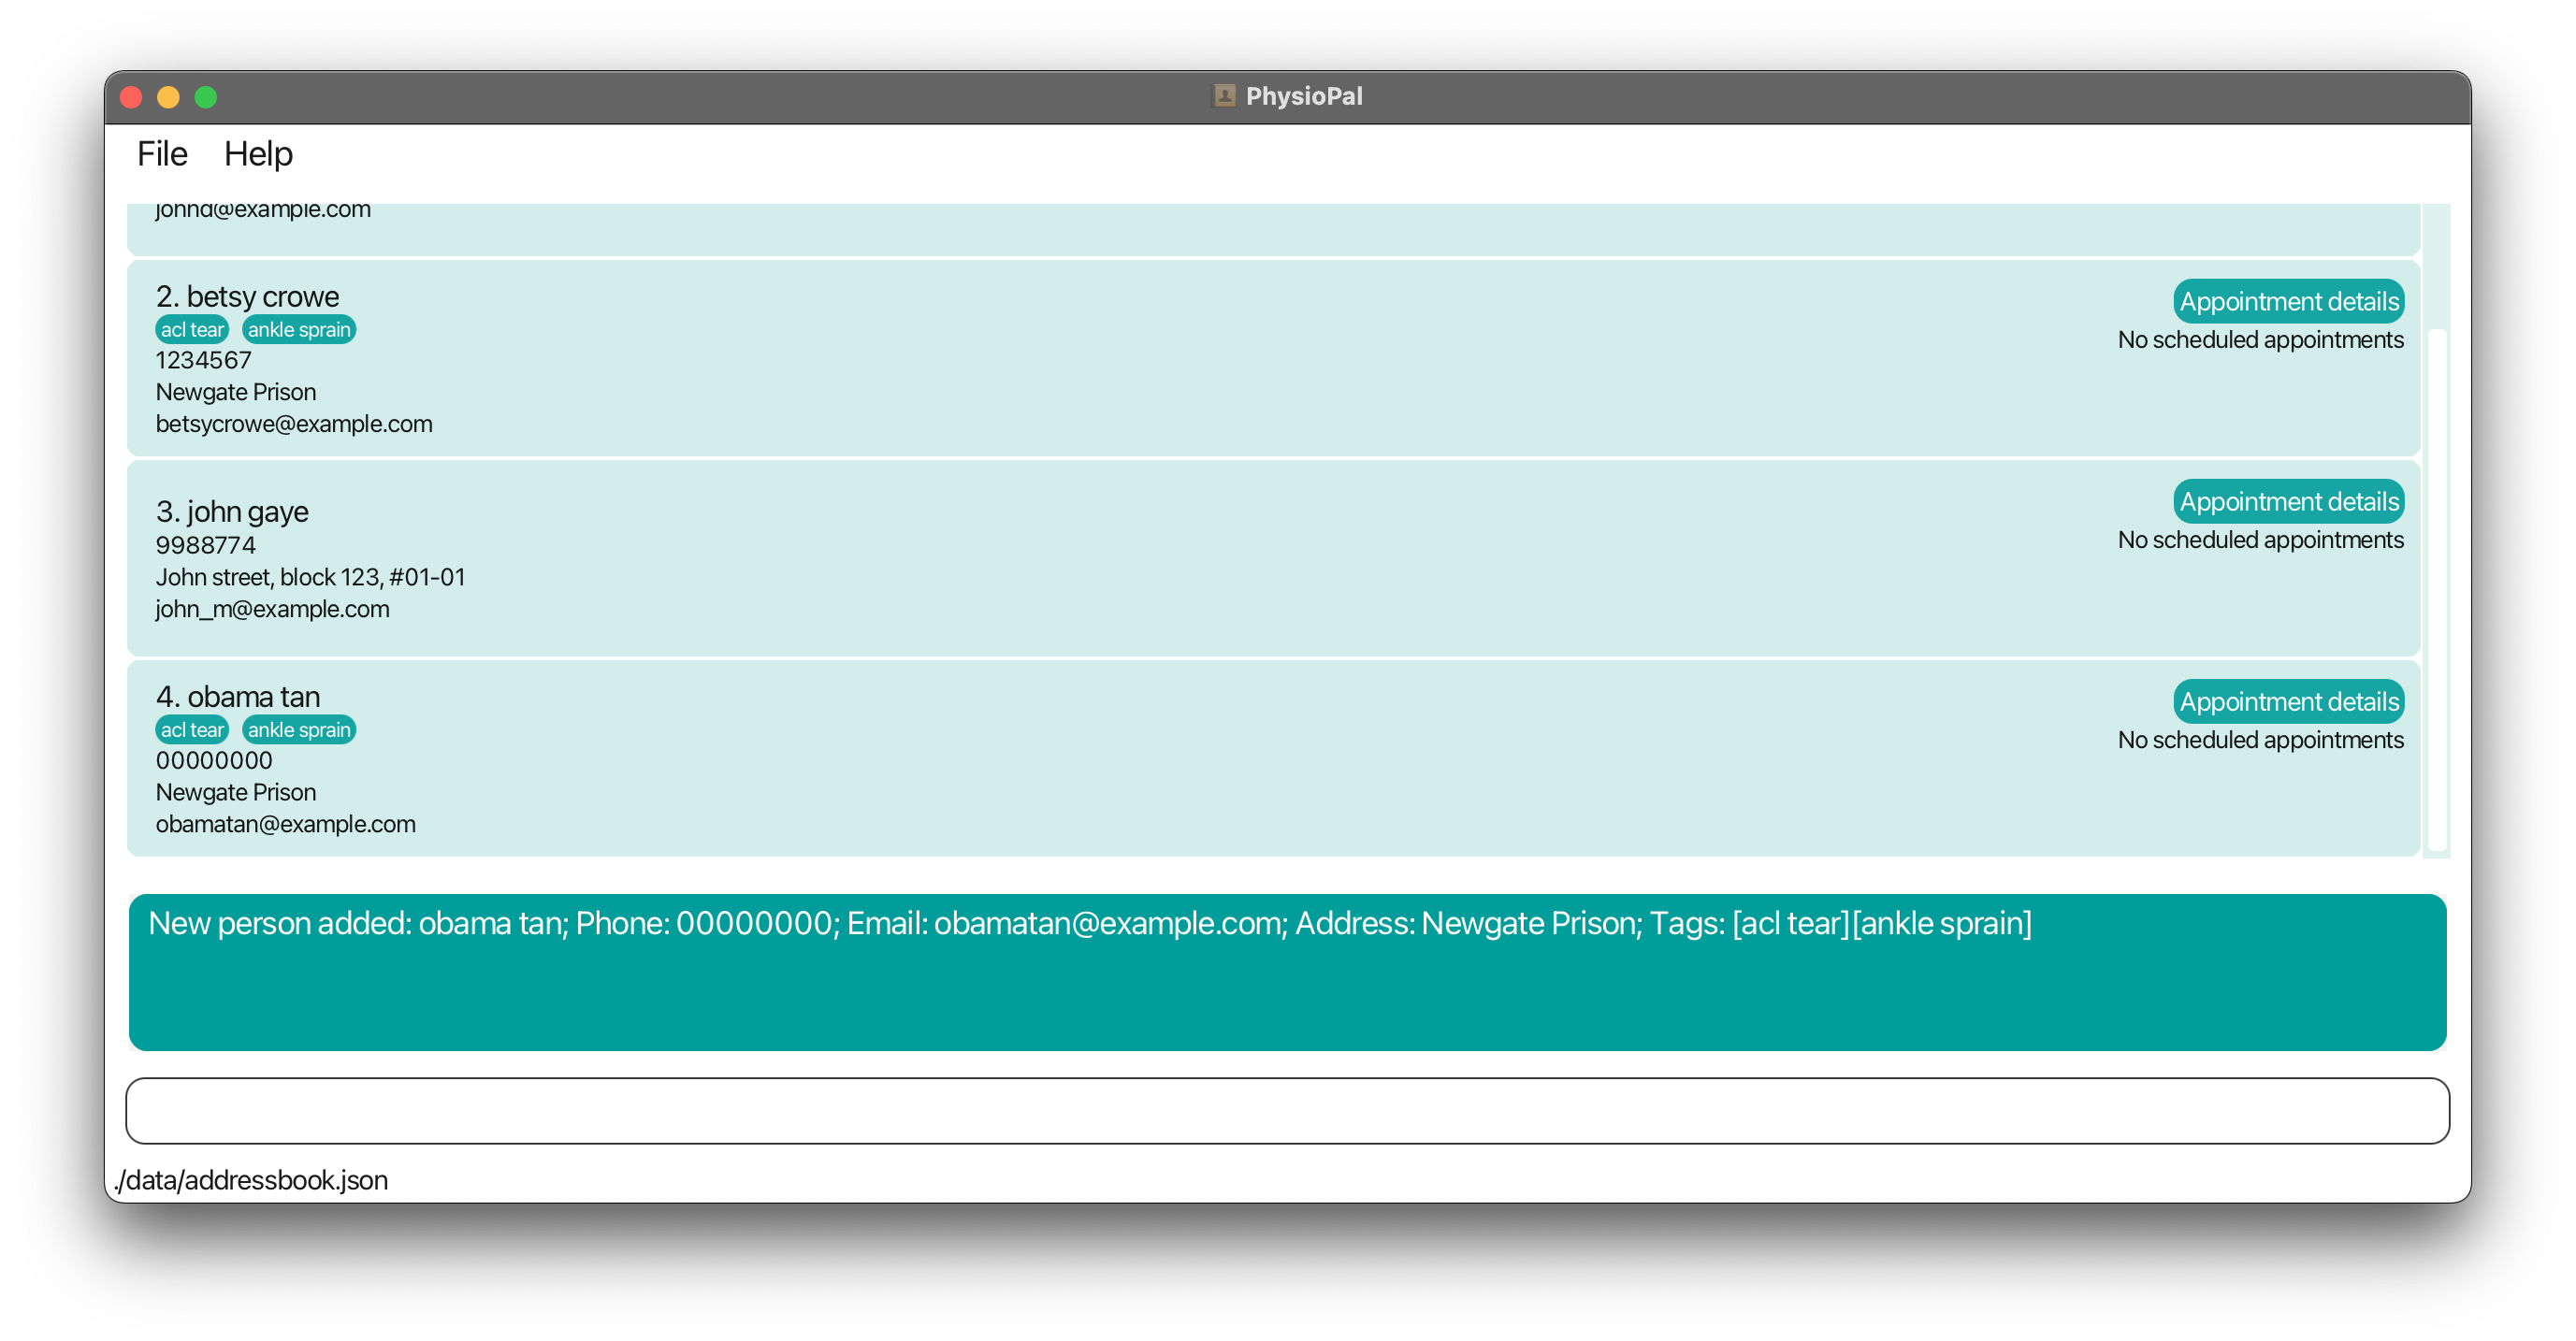 PhysioPal
File Help
johnd@example.com
2. betsy crowe
acl tear ankle sprain
1234567
Newgate Prison
betsycrowe@example.com
Appointment details
No scheduled appointments
3. john gaye
9988774
John street, block 123, #01-01
john_m@example.com
Appointment details
No scheduled appointments
4. obama tan
acl tear ankle sprain
00000000
Newgate Prison
obamatan@example.com
Appointment details
No scheduled appointments
New person added: obama tan; Phone: 00000000; Email: obamatan@example.com; Address: Newgate Prison; Tags: [acl tear][ankle sprain]
./data/addressbook.json